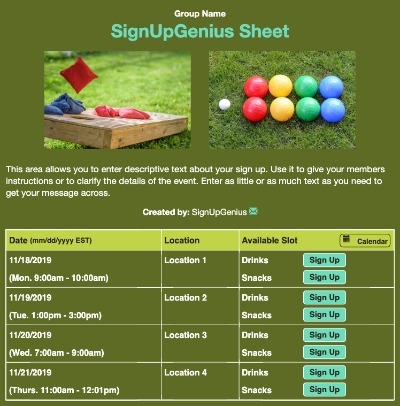 Group Name
SignUpGenius Sheet
This area allows you to enter descriptive text about your sign up. Use it to give your members
instructions or to clarify the details of the event. Enter as little or as much text as you need to
get your message across.
Created by: SignUpGenius
Date (mm/dd/yyyy EST) Location Available Slot Calendar
11/18/2019 Location 1 Drinks Sign Up
(Mon. 9:00am - 10:00am) Snacks Sign Up
11/19/2019 Location 2 Drinks Sign Up
(Tue. 1:00pm - 3:00pm) Snacks Sign Up
11/20/2019 Location 3 Drinks Sign Up
(Wed. 7:00am - 9:00am) Snacks Sign Up
11/21/2019 Location 4 Drinks Sign Up
(Thurs. 11:00am - 12:01pm) Snacks Sign Up